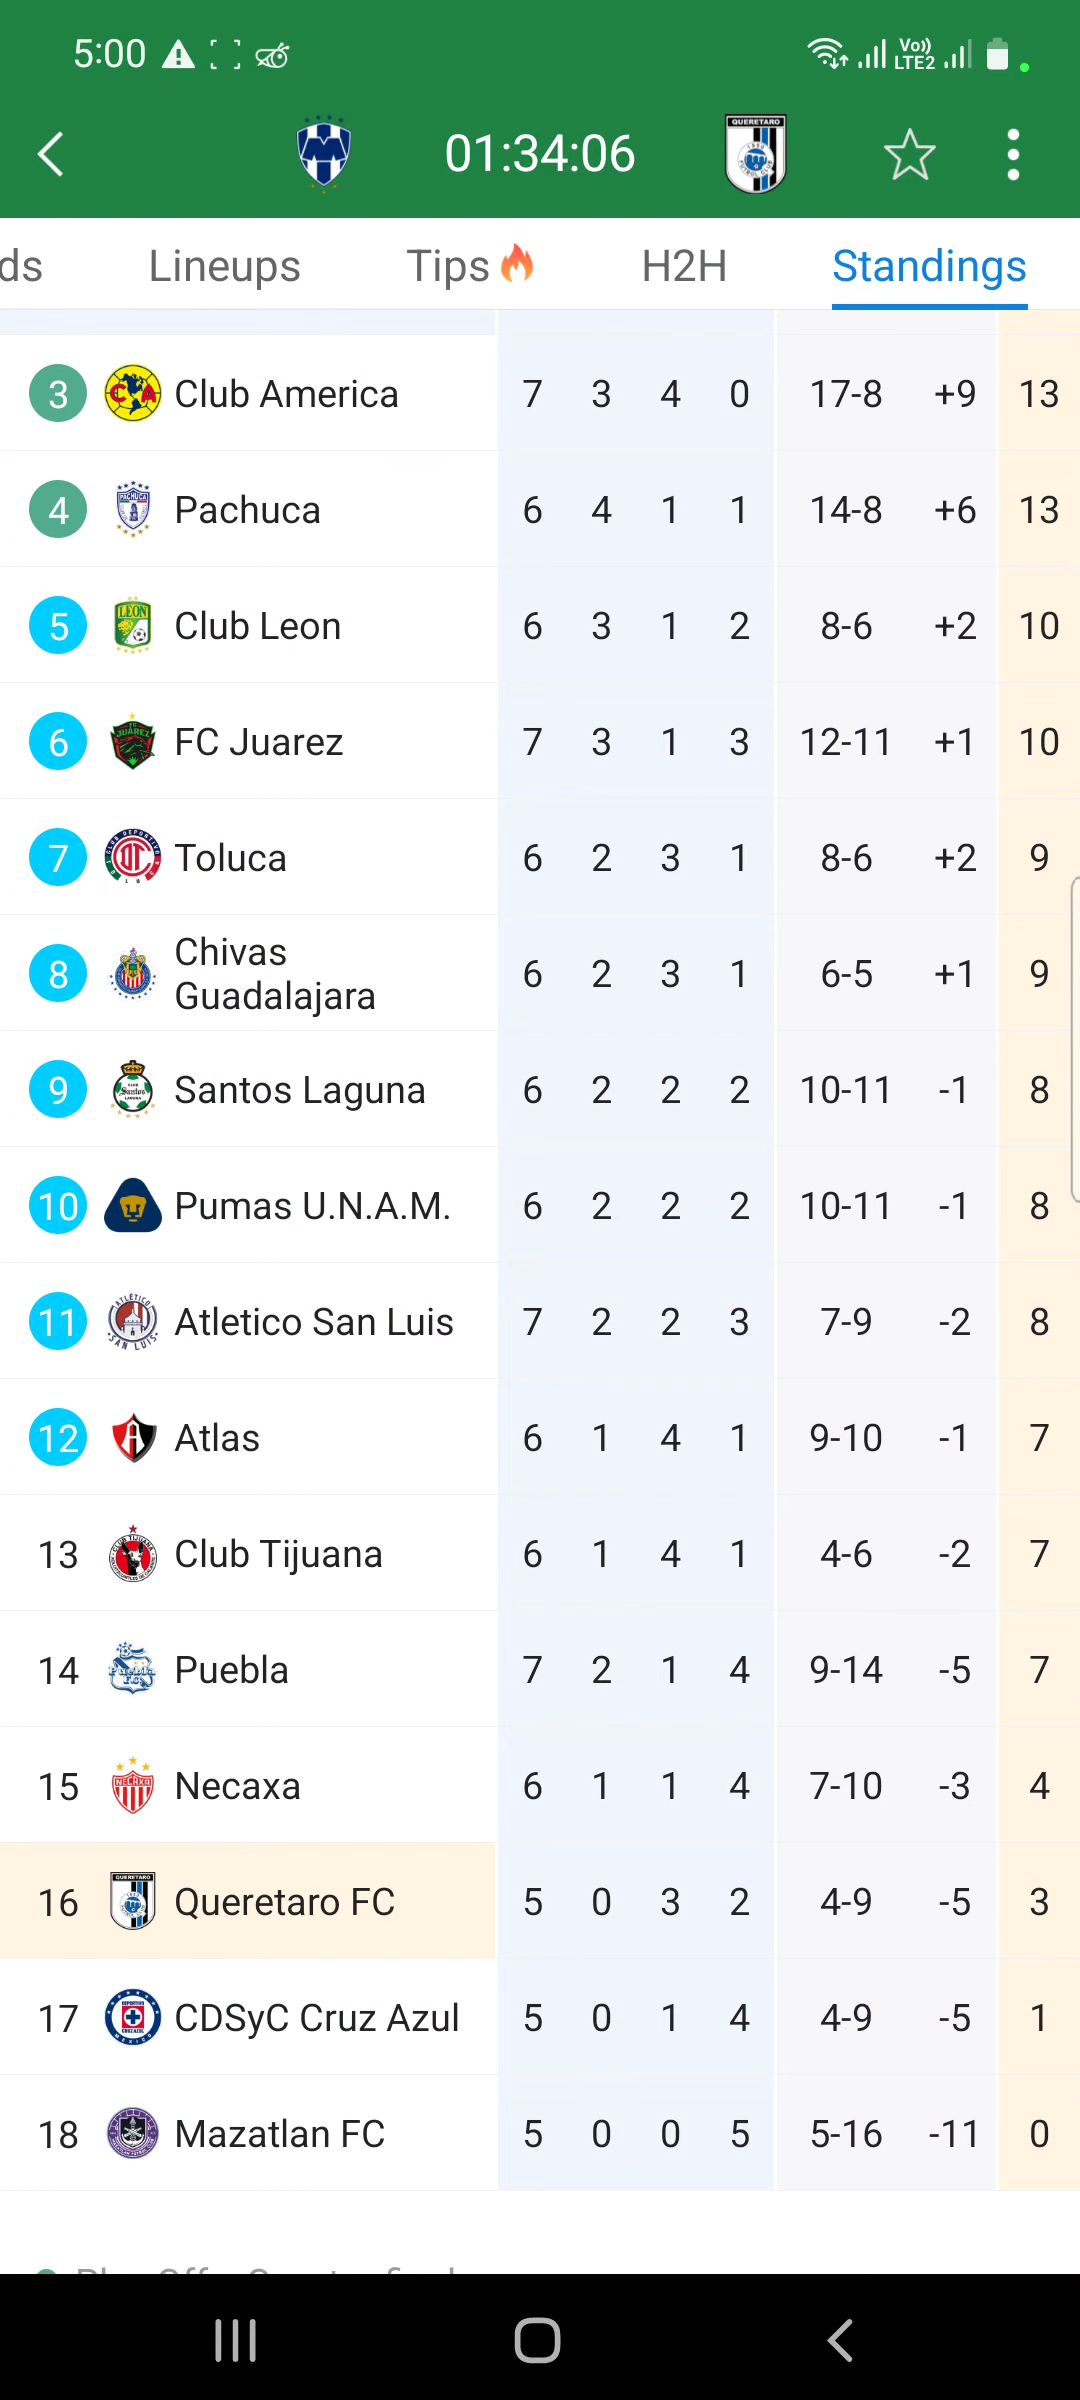 5:00 Vo)) LTE2
01:34:06
QUERETARO
ds Lineups Tips H2H Standings
3 Club America 7 3 4 0 17-8 +9 13
4 Pachuca 6 4 1 1 14-8 +6 13
5 Club Leon 6 3 1 2 8-6 +2 10
6 FC Juarez 7 3 1 3 12-11 +1 10
7 Toluca 6 2 3 1 8-6 +2 9
8 Chivas Guadalajara 6 2 3 1 6-5 +1 9
9 Santos Laguna 6 2 2 2 10-11 -1 8
10 Pumas U.N.A.M. 6 2 2 2 10-11 -1 8
11 Atletico San Luis 7 2 2 3 7-9 -2 8
12 Atlas 6 1 4 1 9-10 -1 7
13 Club Tijuana 6 1 4 1 4-6 -2 7
14 Puebla 7 2 1 4 9-14 -5 7
15 Necaxa 6 1 1 4 7-10 -3 4
16 Queretaro FC 5 0 3 2 4-9 -5 3
17 CDSyC Cruz Azul 5 0 1 4 4-9 -5 1
18 Mazatlan FC 5 0 0 5 5-16 -11 0